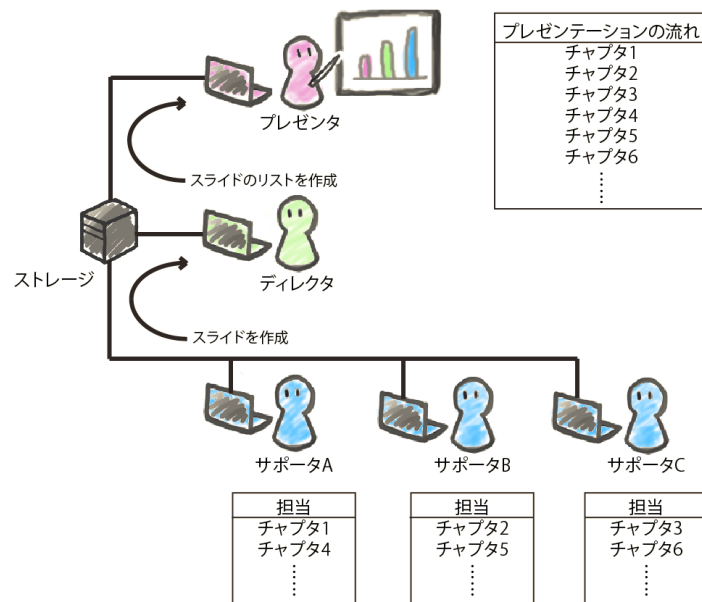 プレゼンテーションの流れ
チャプタ1
チャプタ2
チャプタ3
チャプタ4
チャプタ5
チャプタ6
プレゼンタ
スライドのリストを作成
ストレージ
ディレクタ
スライドを作成
サポータA
サポータB
サポータC
担当
チャプタ1
チャプタ4
担当
チャプタ2
チャプタ5
担当
チャプタ3
チャプタ6